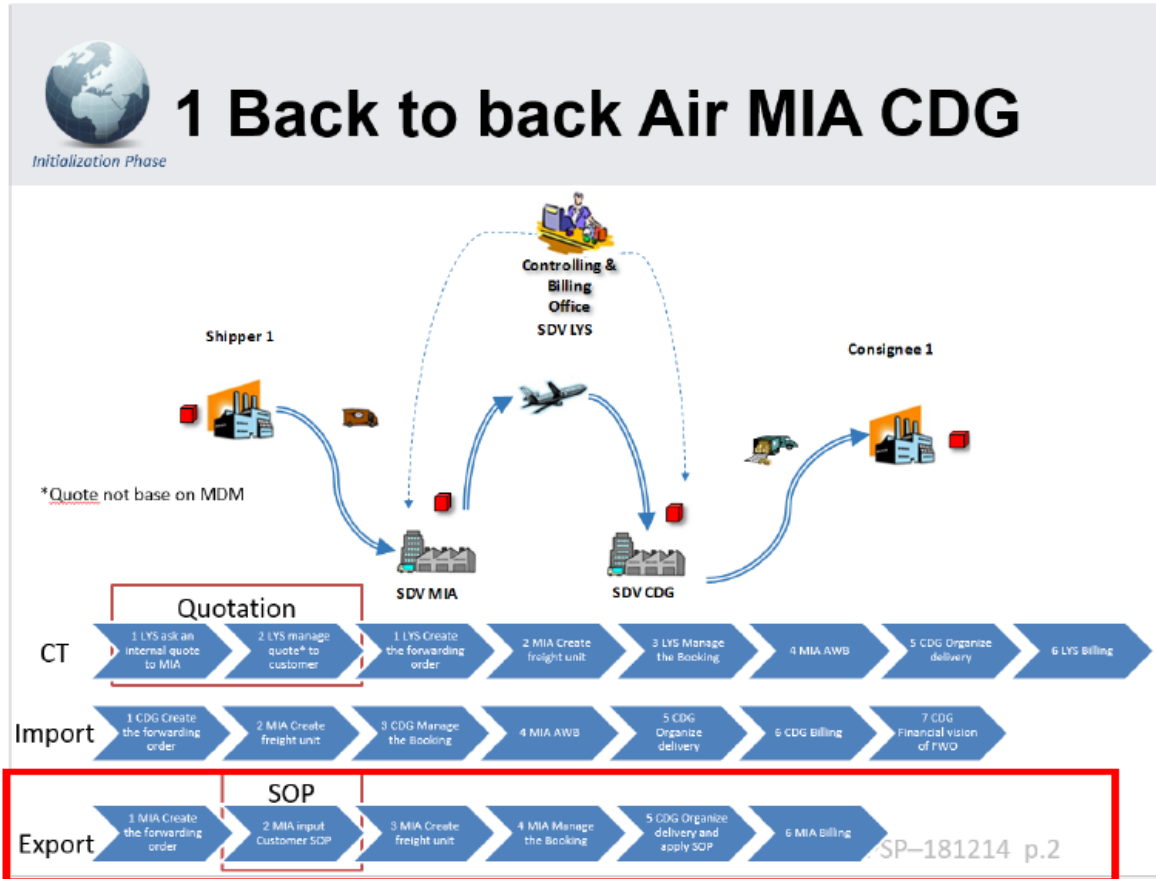 1 Back to back Air MIA CDG
Initialization Phase
Controlling &
Billing
Office
SDV LYS
Shipper 1
Consignee 1
*Quote not base on MDM
SDV MIA
SDV CDG
Quotation
CT
1 LYS ask an
internal quote
to MIA
2 LYS manage
quote* to
customer
1 LYS Create
the forwarding
order
2 MIA Create
freight unit
3 LYS Manage
the Booking
4 MIA AWB
5 CDG Organize
delivery
6 LYS Billing
Import
1 CDG Create
the forwarding
order
2 MIA Create
freight unit
3 CDG Manage
the Booking
4 MIA AWB
5 CDG
Organize
delivery
6 CDG Billing
7 CDG
Financial vision
of FWO
SOP
Export
1 MIA Create
the forwarding
order
2 MIA input
Customer SOP
3 MIA Create
freight unit
4 MIA Manage
the Booking
5 CDG Organize
delivery and
apply SOP
6 MIA Billing
SP–181214 p.2